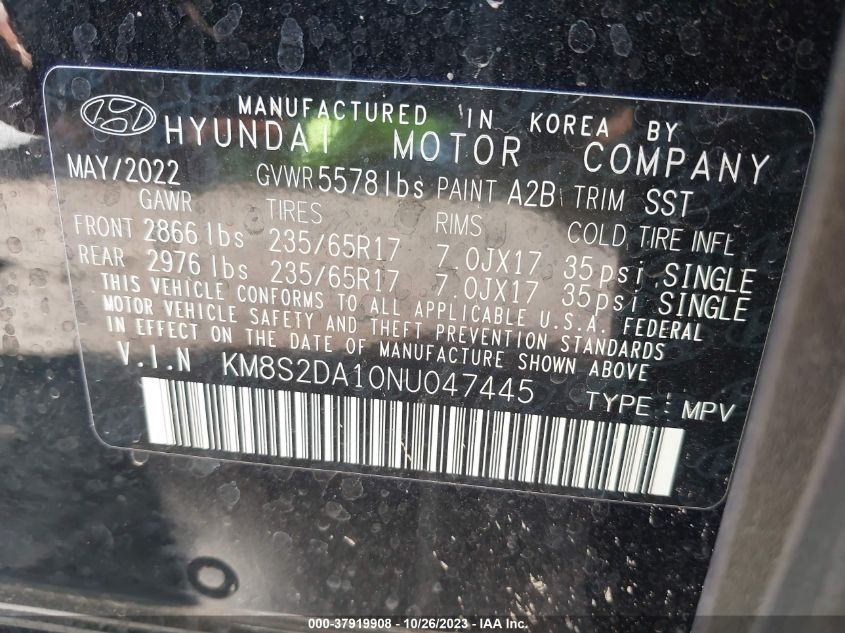 MANUFACTURED IN KOREA BY
HYUNDAI MOTOR COMPANY
MAY/2022 GVWR 5578 lbs PAINT A2B TRIM SST
GAWR TIRES RIMS COLD TIRE INFL
FRONT 2866 lbs 235/65R17 7.0JX17 35psi,SINGLE
REAR 2976 lbs 235/65R17 7.0JX17 35psi SINGLE
THIS VEHICLE CONFORMS TO ALL APPLICABLE U.S.A. FEDERAL
MOTOR VEHICLE SAFETY AND THEFT PREVENTION STANDARDS
IN EFFECT ON THE DATE OF MANUFACTURE SHOWN ABOVE
V.I.N KM8S2DA10NU047445 TYPE : MPV
000-37919908 - 10/26/2023 - IAA Inc.